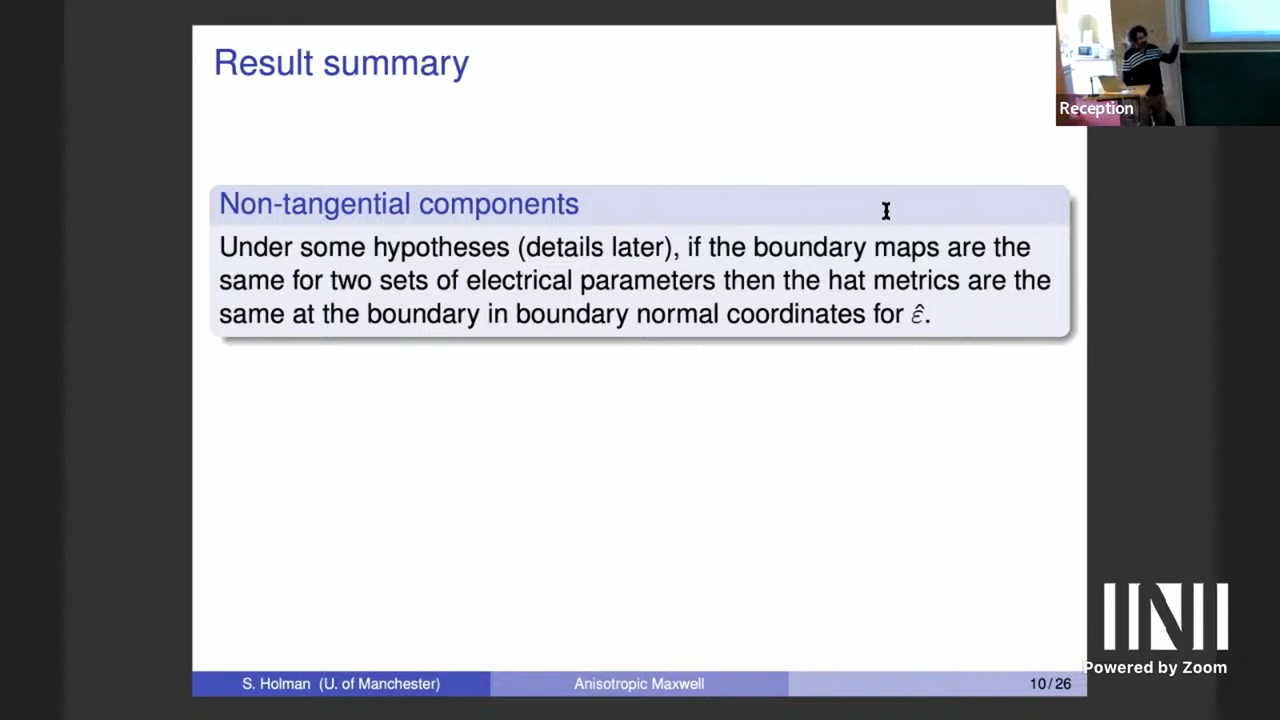 Result summary
Reception
Non-tangential components
Under some hypotheses (details later), if the boundary maps are the
same for two sets of electrical parameters then the hat metrics are the
same at the boundary in boundary normal coordinates for ε̂.
INI
Powered by Zoom
S. Holman (U. of Manchester)
Anisotropic Maxwell
10/26